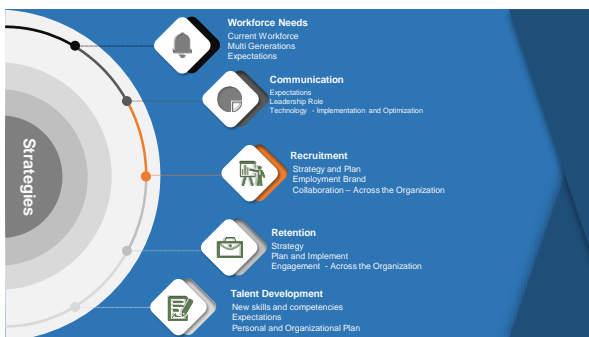 Strategies
Workforce Needs
Current Workforce
Multi Generations
Expectations
Communication
Expectations
Leadership Role
Technology - Implementation and Optimization
Recruitment
Strategy and Plan
Employment Brand
Collaboration – Across the Organization
Retention
Strategy
Plan and Implement
Engagement - Across the Organization
Talent Development
New skills and competencies
Expectations
Personal and Organizational Plan